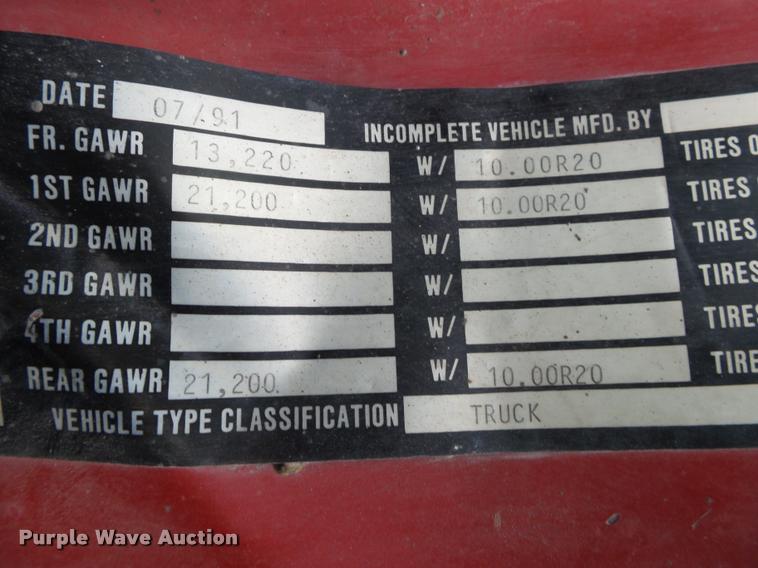 DATE 07/91 INCOMPLETE VEHICLE MFD. BY
FR. GAWR 13,220 W/ 10.00R20 TIRES
1ST GAWR 21,200 W/ 10.00R20 TIRES
2ND GAWR W/ TIRES
3RD GAWR W/ TIRES
4TH GAWR W/ TIRES
REAR GAWR 21,200 W/ 10.00R20 TIRE
VEHICLE TYPE CLASSIFICATION TRUCK
Purple Wave Auction